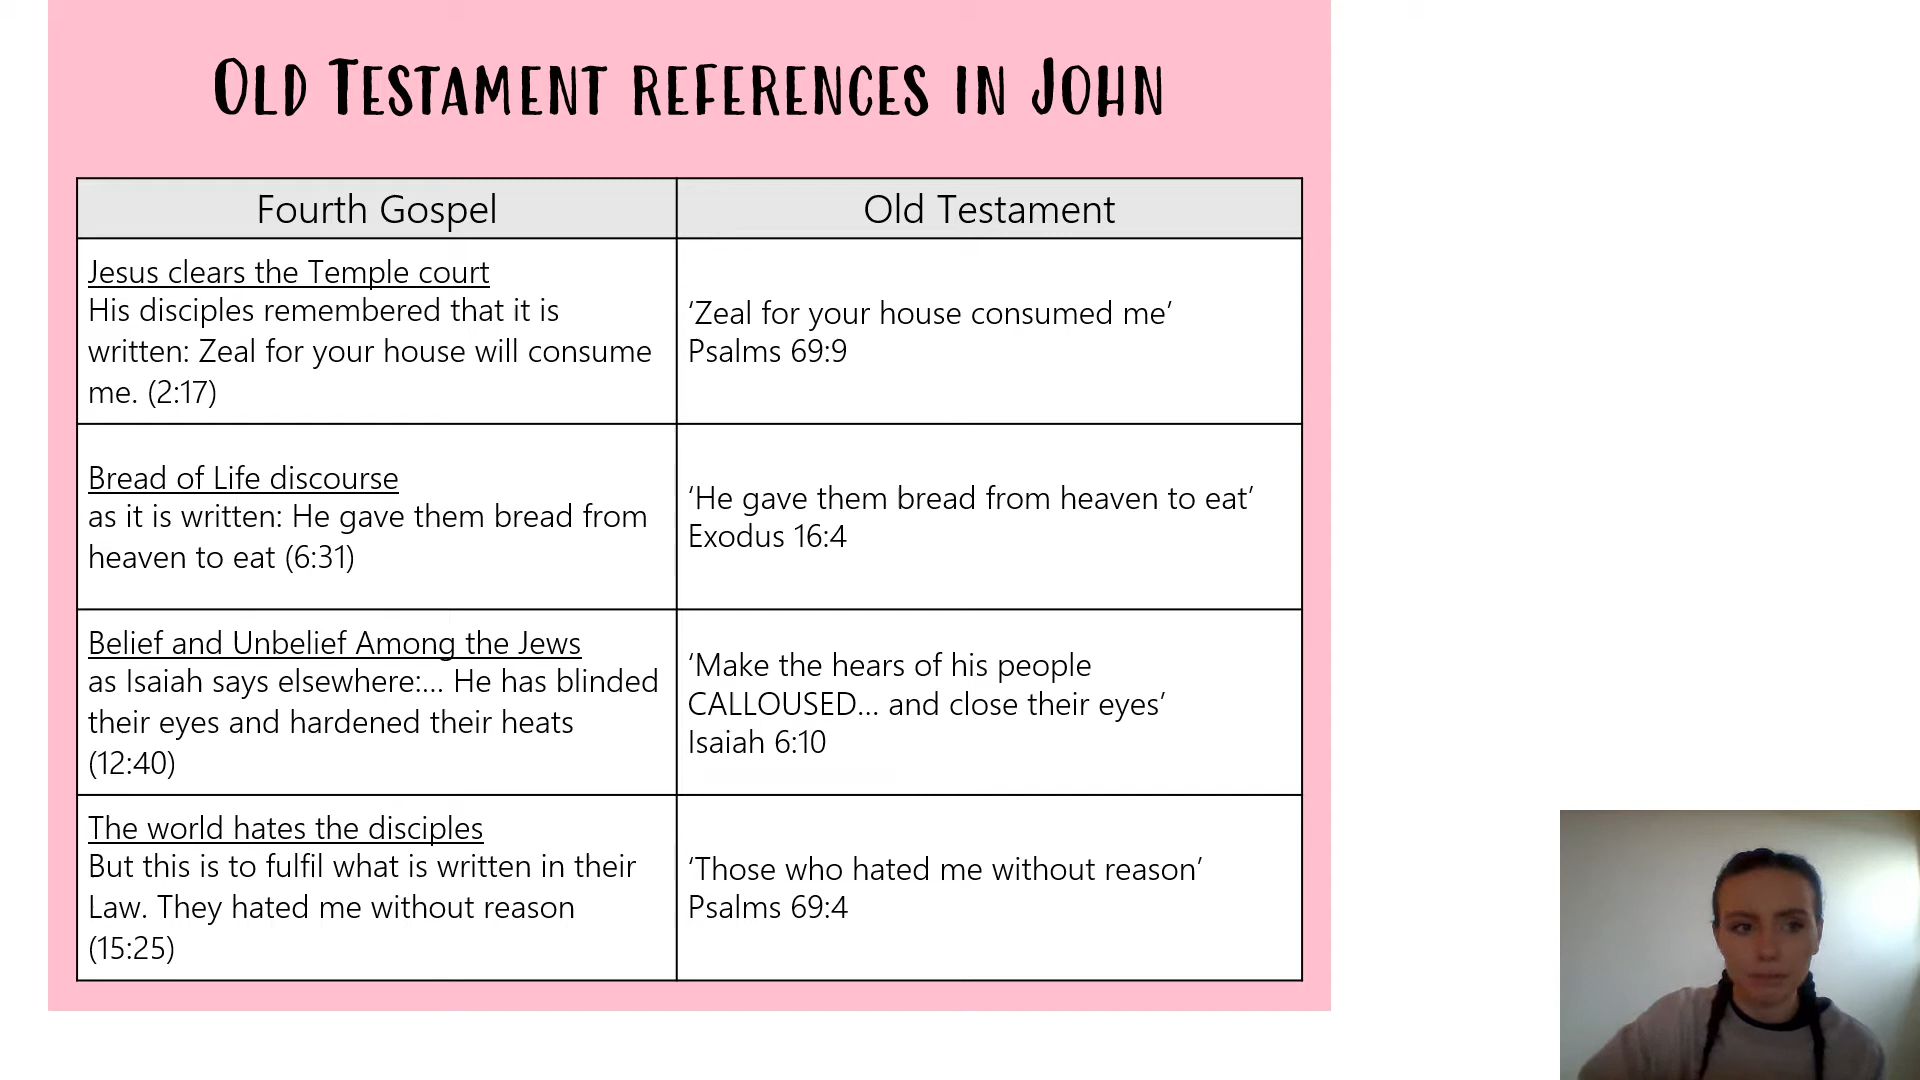 OLD TESTAMENT REFERENCES IN JOHN
Fourth Gospel
Old Testament
Jesus clears the Temple court
His disciples remembered that it is
written: Zeal for your house will consume
me. (2:17)
‘Zeal for your house consumed me’
Psalms 69:9
Bread of Life discourse
as it is written: He gave them bread from
heaven to eat (6:31)
‘He gave them bread from heaven to eat’
Exodus 16:4
Belief and Unbelief Among the Jews
as Isaiah says elsewhere:... He has blinded
their eyes and hardened their heats
(12:40)
‘Make the hears of his people
CALLOUSED... and close their eyes’
Isaiah 6:10
The world hates the disciples
But this is to fulfil what is written in their
Law. They hated me without reason
(15:25)
‘Those who hated me without reason’
Psalms 69:4